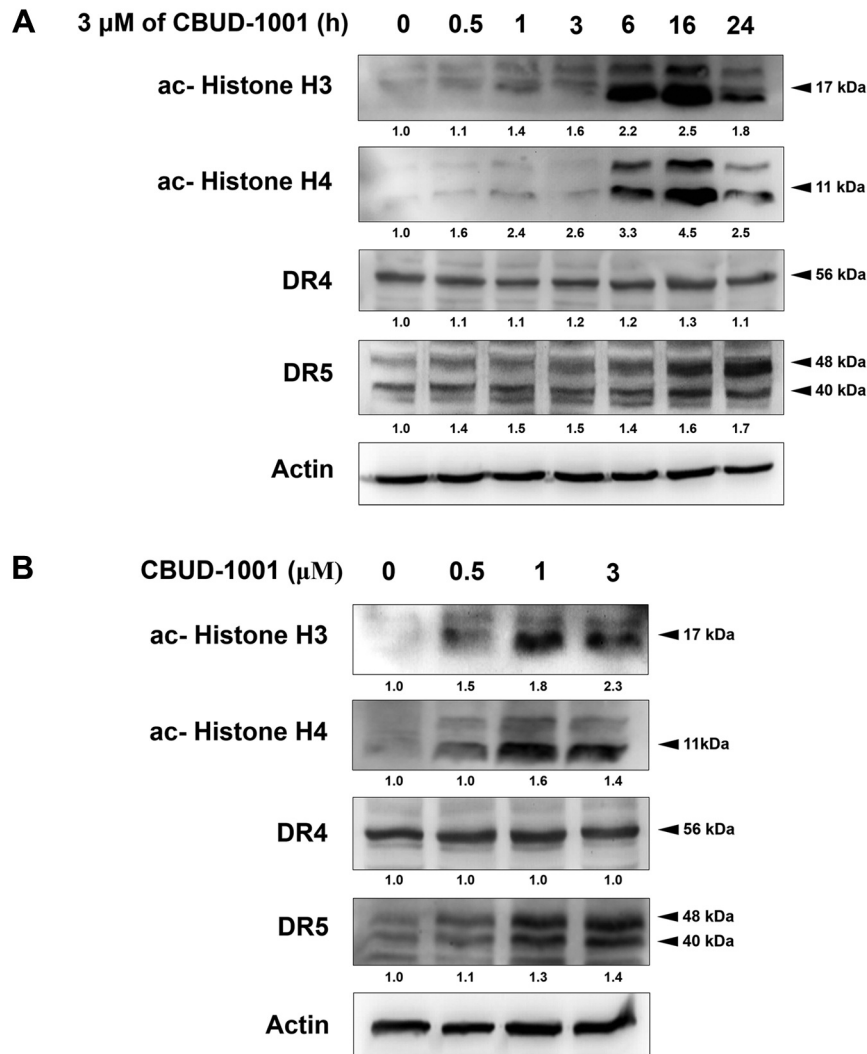 A 3 µM of CBUD-1001 (h) 0 0.5 1 3 6 16 24
ac- Histone H3 17 kDa
1.0 1.1 1.4 1.6 2.2 2.5 1.8
ac- Histone H4 11 kDa
1.0 1.6 2.4 2.6 3.3 4.5 2.5
DR4 56 kDa
1.0 1.1 1.1 1.2 1.2 1.3 1.1
DR5 48 kDa
40 kDa
1.0 1.4 1.5 1.5 1.4 1.6 1.7
Actin
B CBUD-1001 (µM) 0 0.5 1 3
ac- Histone H3 17 kDa
1.0 1.5 1.8 2.3
ac- Histone H4 11kDa
1.0 1.0 1.6 1.4
DR4 56 kDa
1.0 1.0 1.0 1.0
DR5 48 kDa
40 kDa
1.0 1.1 1.3 1.4
Actin